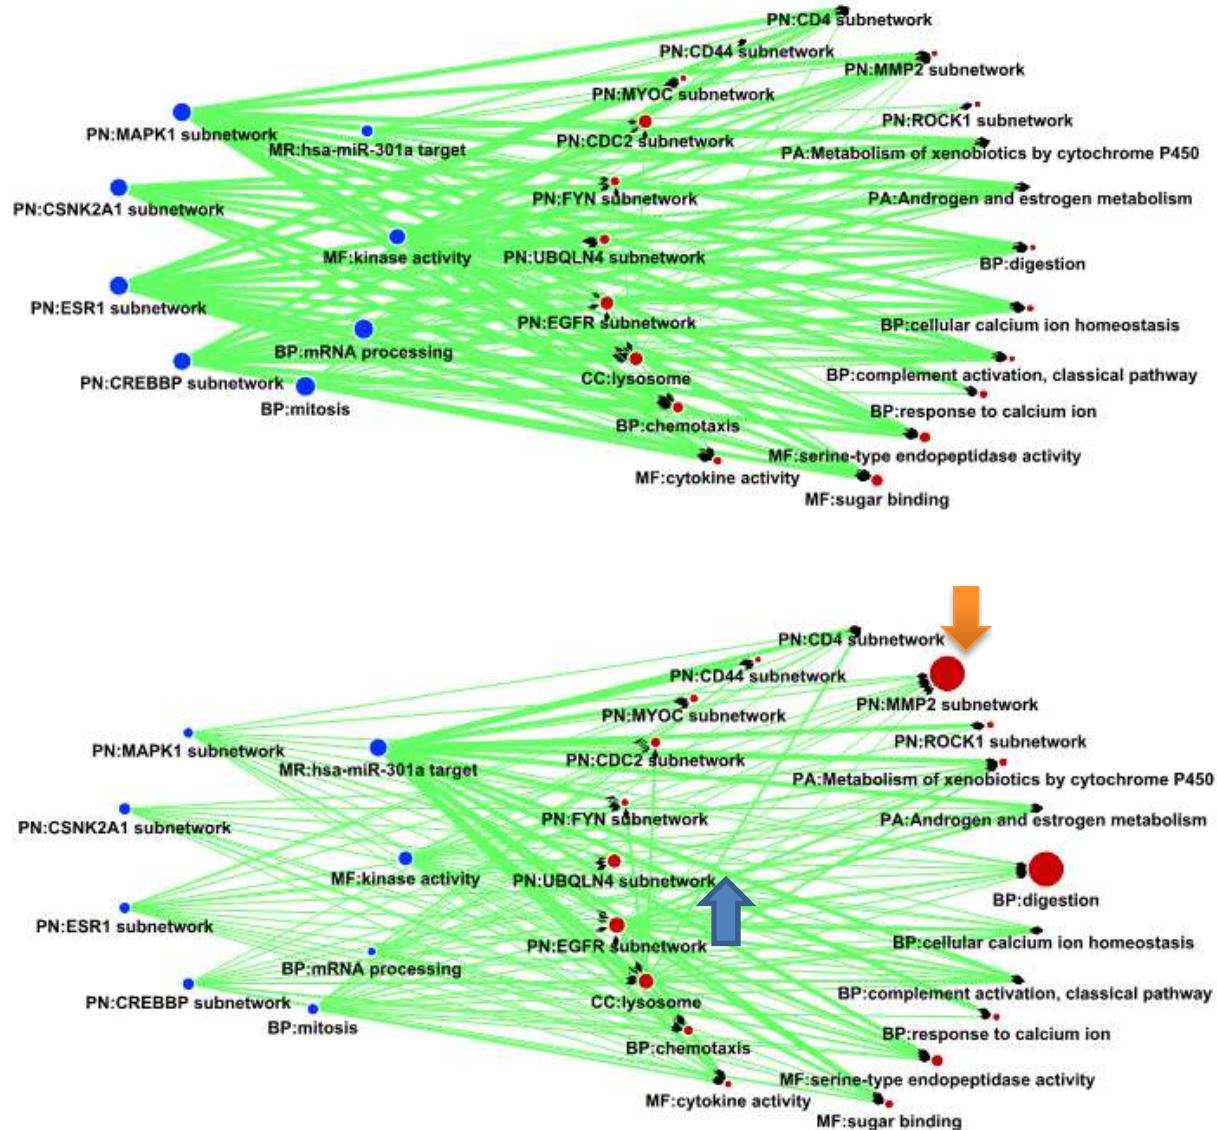 PN:CD4 subnetwork
PN:CD44 subnetwork
PN:MMP2 subnetwork
PN:MYOC subnetwork
PN:ROCK1 subnetwork
PN:MAPK1 subnetwork
MR:hsa-miR-301a target
PN:CDC2 subnetwork
PA:Metabolism of xenobiotics by cytochrome P450
PN:CSNK2A1 subnetwork
PN:FYN subnetwork
PA:Androgen and estrogen metabolism
MF:kinase activity
PN:UBQLN4 subnetwork
BP:digestion
PN:ESR1 subnetwork
PN:EGFR subnetwork
BP:cellular calcium ion homeostasis
BP:mRNA processing
PN:CREBBP subnetwork
CC:lysosome
BP:complement activation, classical pathway
BP:mitosis
BP:chemotaxis
BP:response to calcium ion
MF:serine-type endopeptidase activity
MF:cytokine activity
MF:sugar binding
PN:CD4 subnetwork
PN:CD44 subnetwork
PN:MMP2 subnetwork
PN:MYOC subnetwork
PN:ROCK1 subnetwork
PN:MAPK1 subnetwork
MR:hsa-miR-301a target
PN:CDC2 subnetwork
PA:Metabolism of xenobiotics by cytochrome P450
PN:CSNK2A1 subnetwork
PN:FYN subnetwork
PA:Androgen and estrogen metabolism
MF:kinase activity
PN:UBQLN4 subnetwork
BP:digestion
PN:ESR1 subnetwork
PN:EGFR subnetwork
BP:cellular calcium ion homeostasis
BP:mRNA processing
PN:CREBBP subnetwork
CC:lysosome
BP:complement activation, classical pathway
BP:mitosis
BP:chemotaxis
BP:response to calcium ion
MF:serine-type endopeptidase activity
MF:cytokine activity
MF:sugar binding